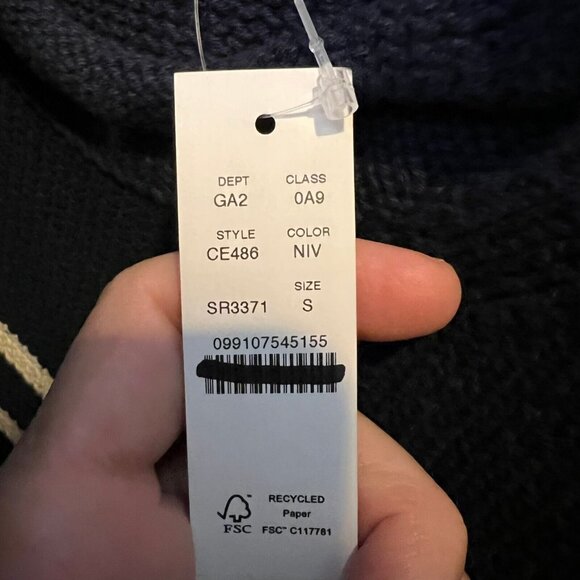 DEPT CLASS
GA2 0A9
STYLE COLOR
CE486 NIV
SIZE
SR3371 S
099107545155
RECYCLED
Paper
FSC FSC™ C117781